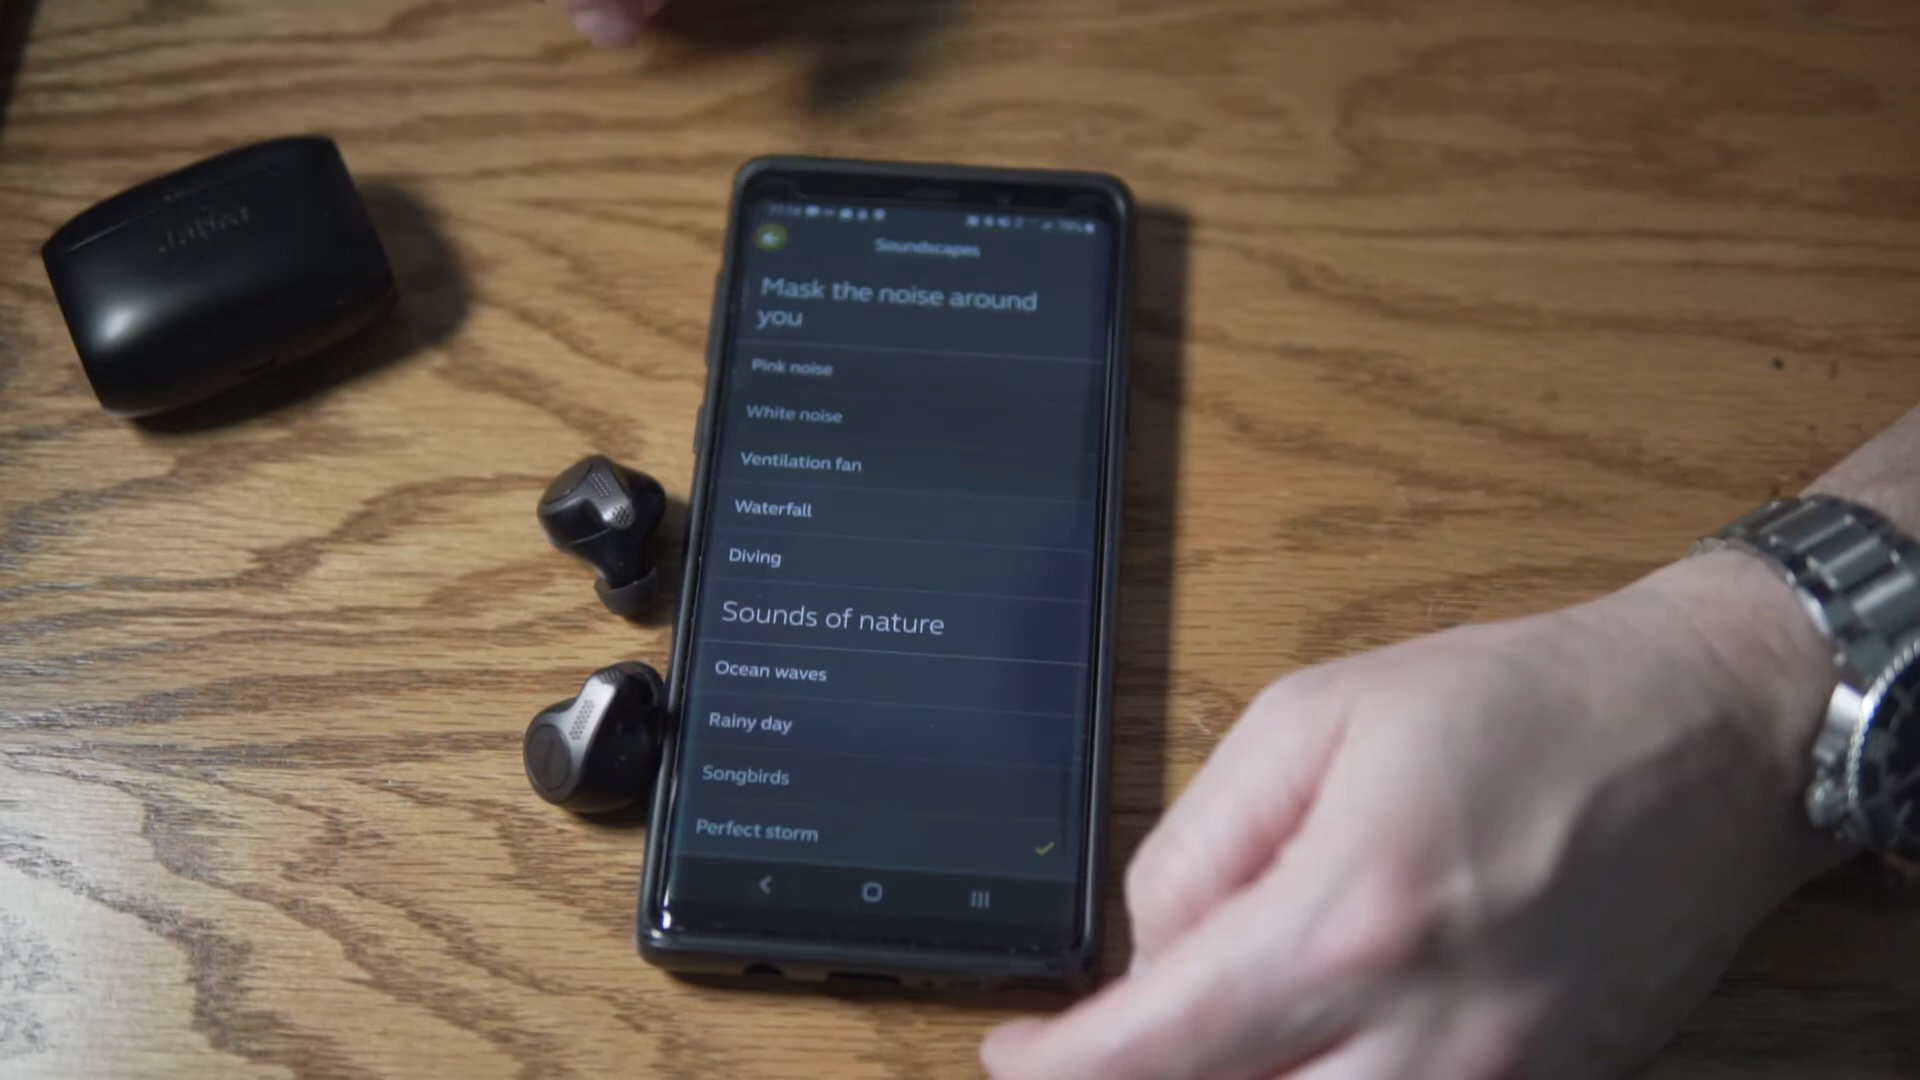 Jabra
Soundscapes
Mask the noise around
you
Pink noise
White noise
Ventilation fan
Waterfall
Diving
Sounds of nature
Ocean waves
Rainy day
Songbirds
Perfect storm